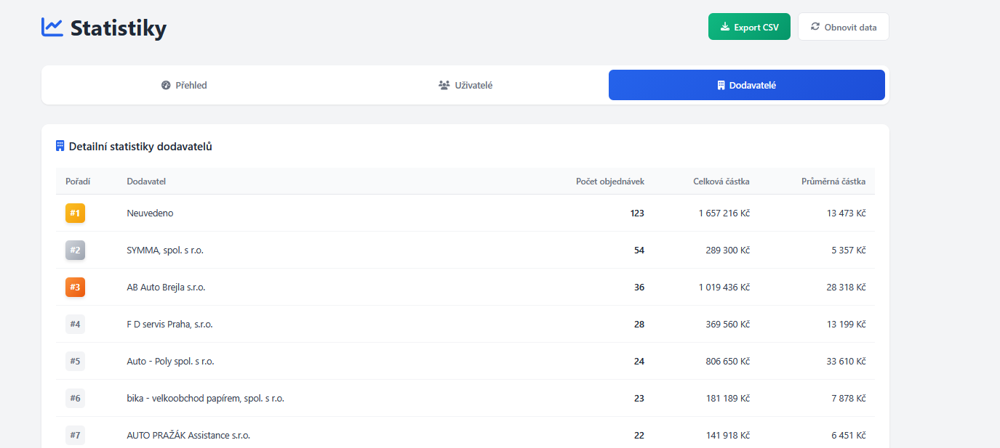 Statistiky
Export CSV
Obnovit data
Přehled
Uživatelé
Dodavatelé
Detailní statistiky dodavatelů
Pořadí Dodavatel Počet objednávek Celková částka Průměrná částka
#1 Neuvedeno 123 1 657 216 Kč 13 473 Kč
#2 SYMMA, spol. s r.o. 54 289 300 Kč 5 357 Kč
#3 AB Auto Brejla s.r.o. 36 1 019 436 Kč 28 318 Kč
#4 F D servis Praha, s.r.o. 28 369 560 Kč 13 199 Kč
#5 Auto - Poly spol. s r.o. 24 806 650 Kč 33 610 Kč
#6 bika - velkoobchod papírem, spol. s r.o. 23 181 189 Kč 7 878 Kč
#7 AUTO PRAŽÁK Assistance s.r.o. 22 141 918 Kč 6 451 Kč